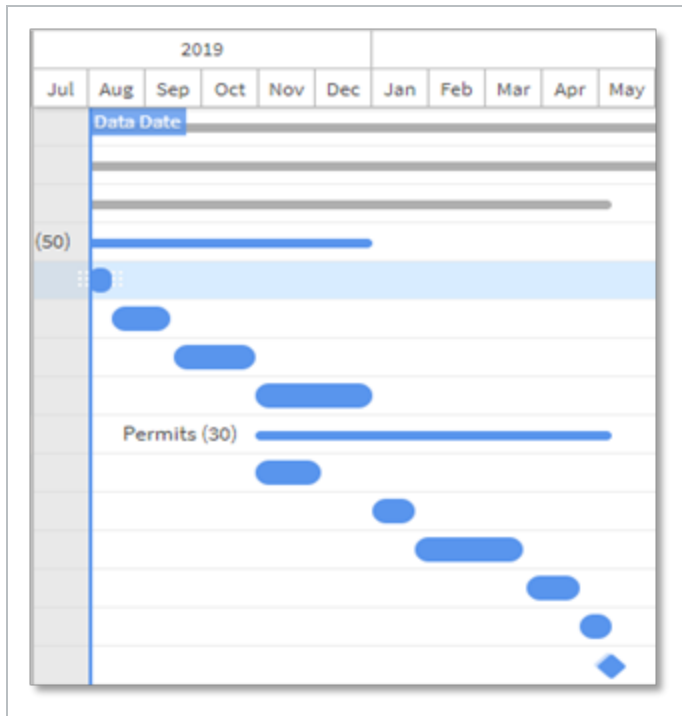 2019
Jul Aug Sep Oct Nov Dec Jan Feb Mar Apr May
Data Date
(50)
Permits (30)